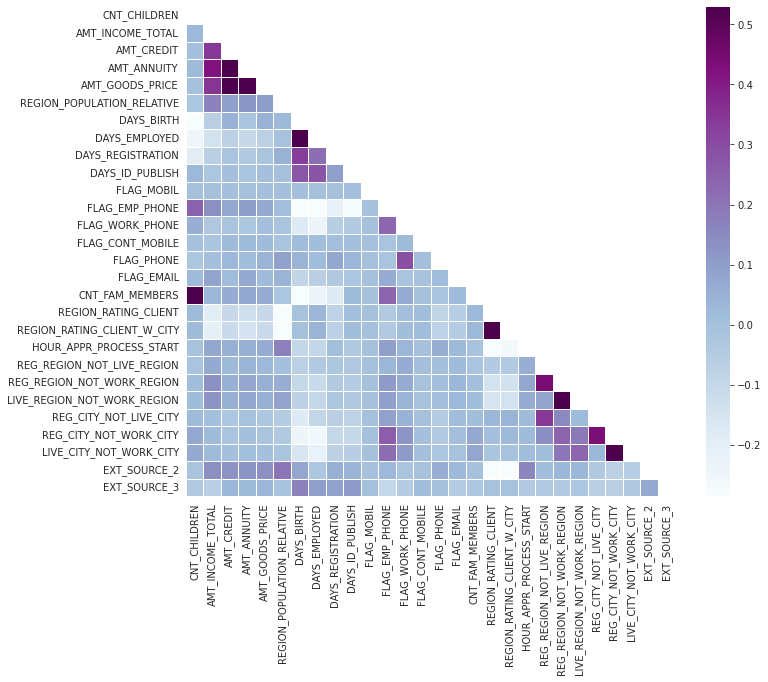 CNT_CHILDREN
AMT_INCOME_TOTAL
AMT_CREDIT
AMT_ANNUITY
AMT_GOODS_PRICE
REGION_POPULATION_RELATIVE
DAYS_BIRTH
DAYS_EMPLOYED
DAYS_REGISTRATION
DAYS_ID_PUBLISH
FLAG_MOBIL
FLAG_EMP_PHONE
FLAG_WORK_PHONE
FLAG_CONT_MOBILE
FLAG_PHONE
FLAG_EMAIL
CNT_FAM_MEMBERS
REGION_RATING_CLIENT
REGION_RATING_CLIENT_W_CITY
HOUR_APPR_PROCESS_START
REG_REGION_NOT_LIVE_REGION
REG_REGION_NOT_WORK_REGION
LIVE_REGION_NOT_WORK_REGION
REG_CITY_NOT_LIVE_CITY
REG_CITY_NOT_WORK_CITY
LIVE_CITY_NOT_WORK_CITY
EXT_SOURCE_2
EXT_SOURCE_3
CNT_CHILDREN
AMT_INCOME_TOTAL
AMT_CREDIT
AMT_ANNUITY
AMT_GOODS_PRICE
REGION_POPULATION_RELATIVE
DAYS_BIRTH
DAYS_EMPLOYED
DAYS_REGISTRATION
DAYS_ID_PUBLISH
FLAG_MOBIL
FLAG_EMP_PHONE
FLAG_WORK_PHONE
FLAG_CONT_MOBILE
FLAG_PHONE
FLAG_EMAIL
CNT_FAM_MEMBERS
REGION_RATING_CLIENT
REGION_RATING_CLIENT_W_CITY
HOUR_APPR_PROCESS_START
REG_REGION_NOT_LIVE_REGION
REG_REGION_NOT_WORK_REGION
LIVE_REGION_NOT_WORK_REGION
REG_CITY_NOT_LIVE_CITY
REG_CITY_NOT_WORK_CITY
LIVE_CITY_NOT_WORK_CITY
EXT_SOURCE_2
EXT_SOURCE_3
0.5
0.4
0.3
0.2
0.1
0.0
−0.1
−0.2